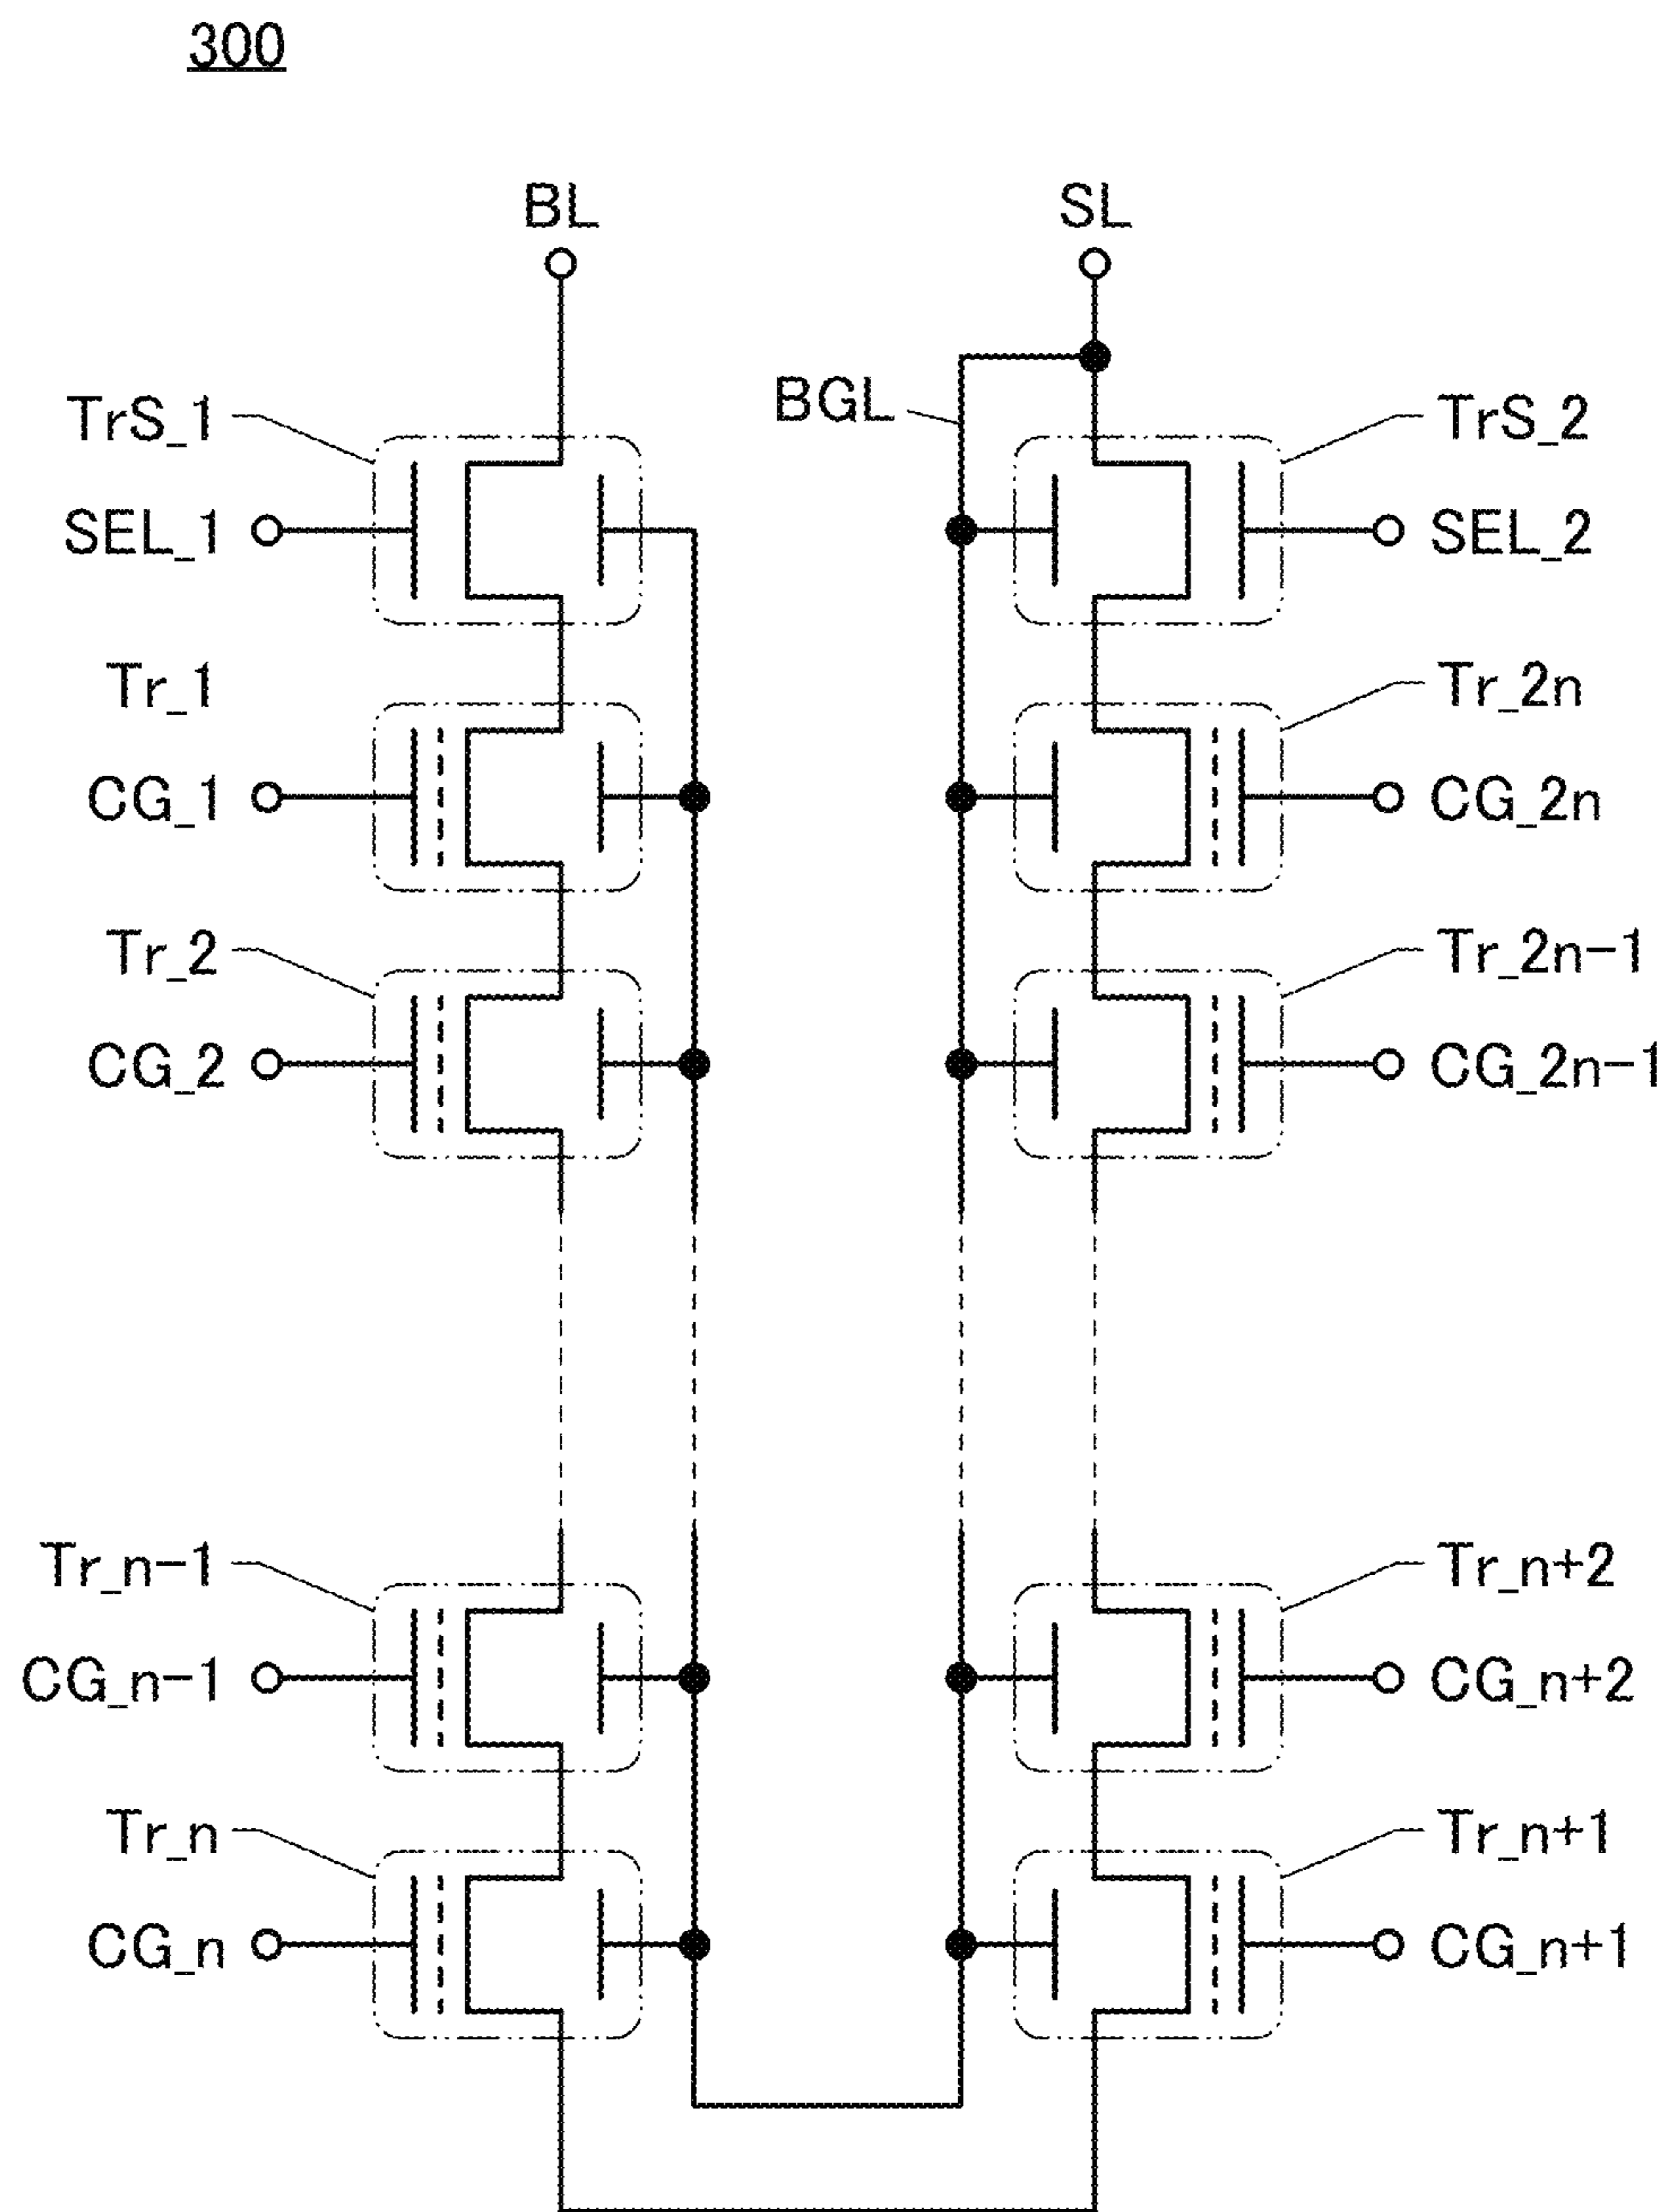 300
BL
SL
BGL
TrS_1
TrS_2
SEL_1
SEL_2
Tr_1
Tr_2n
CG_1
CG_2n
Tr_2
Tr_2n-1
CG_2
CG_2n-1
Tr_n-1
Tr_n+2
CG_n-1
CG_n+2
Tr_n
Tr_n+1
CG_n
CG_n+1